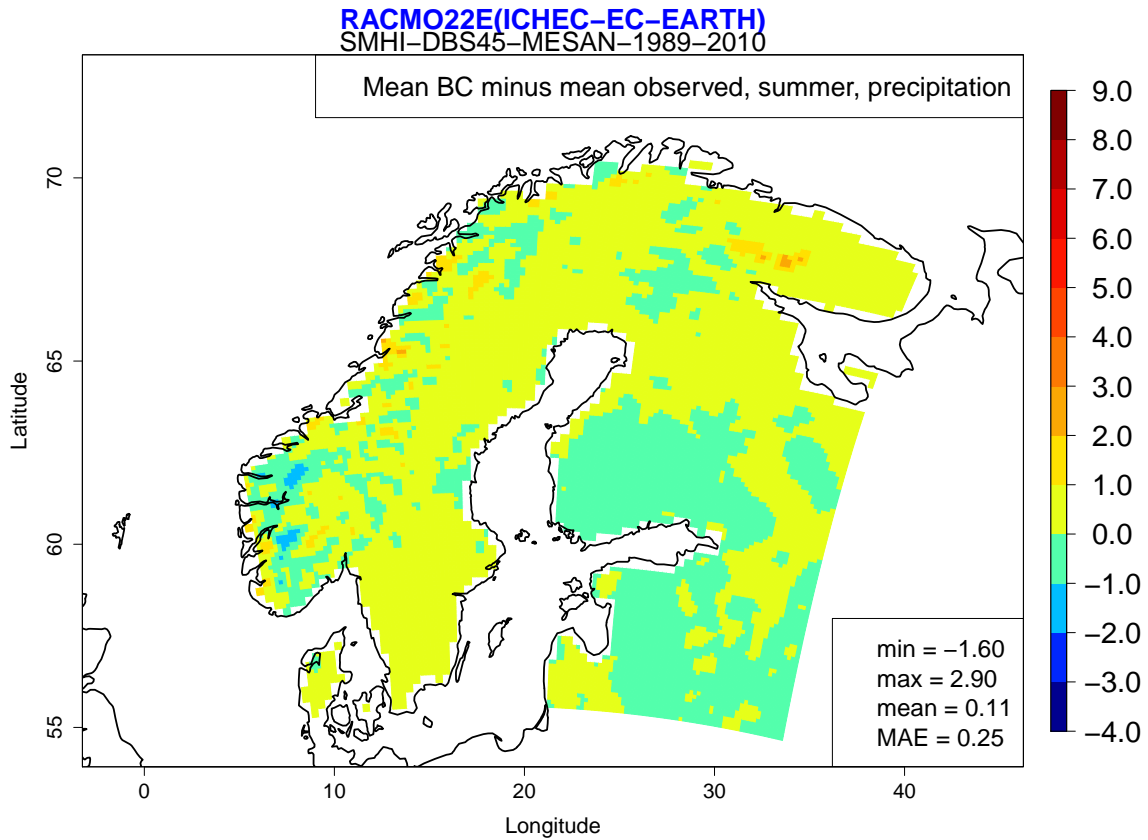 RACMO22E(ICHEC−EC−EARTH)
SMHI−DBS45−MESAN−1989−2010
Mean BC minus mean observed, summer, precipitation
9.0
8.0
7.0
6.0
5.0
4.0
3.0
2.0
1.0
0.0
−1.0
−2.0
−3.0
−4.0
70
65
60
55
Latitude
min = −1.60
max = 2.90
mean = 0.11
MAE = 0.25
0
10
20
30
40
Longitude